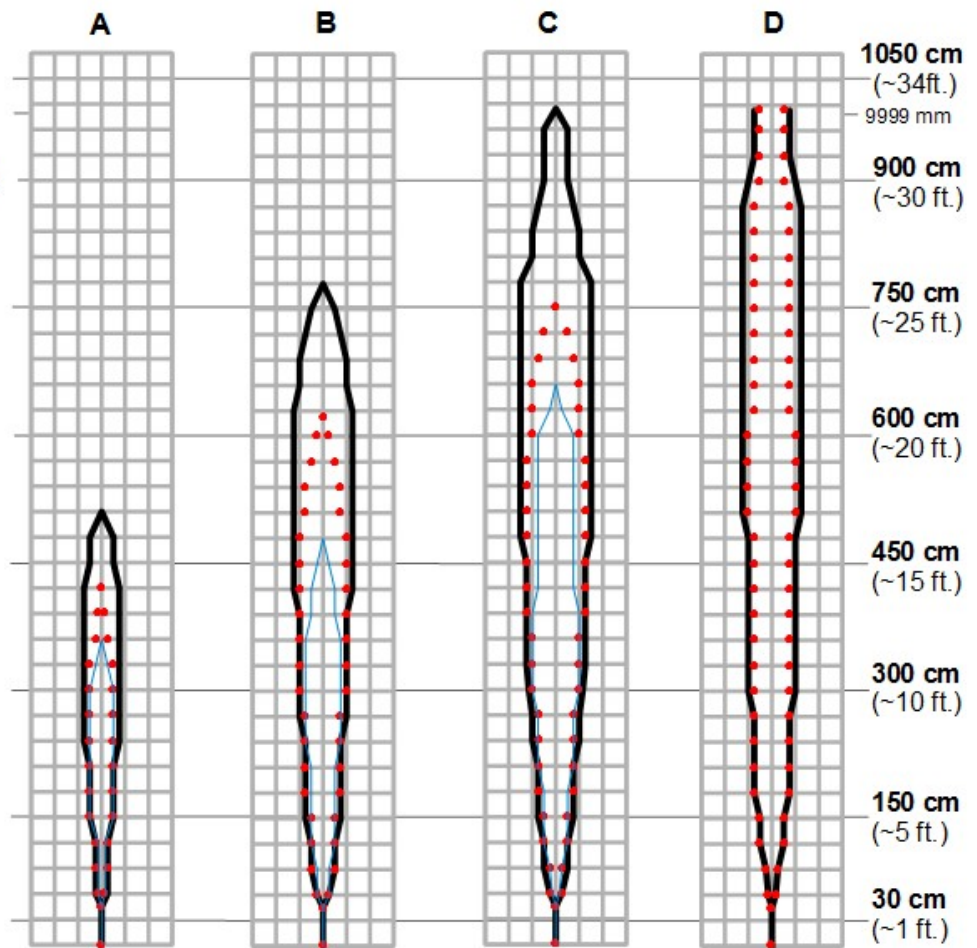 A B C D
1050 cm
(~34ft.)
9999 mm
900 cm
(~30 ft.)
750 cm
(~25 ft.)
600 cm
(~20 ft.)
450 cm
(~15 ft.)
300 cm
(~10 ft.)
150 cm
(~5 ft.)
30 cm
(~1 ft.)